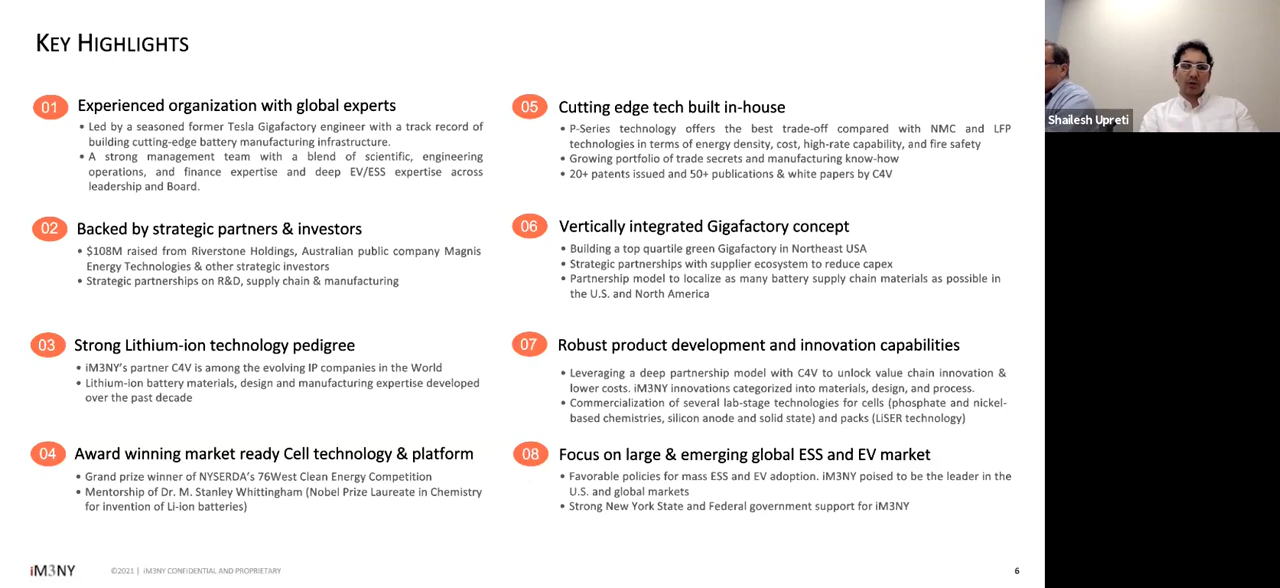 KEY HIGHLIGHTS
01 Experienced organization with global experts
• Led by a seasoned former Tesla Gigafactory engineer with a track record of
building cutting-edge battery manufacturing infrastructure.
• A strong management team with a blend of scientific, engineering
operations, and finance expertise and deep EV/ESS expertise across
leadership and Board.
02 Backed by strategic partners & investors
• $108M raised from Riverstone Holdings, Australian public company Magnis
Energy Technologies & other strategic investors
• Strategic partnerships on R&D, supply chain & manufacturing
03 Strong Lithium-ion technology pedigree
• iM3NY's partner C4V is among the evolving IP companies in the World
• Lithium-ion battery materials, design and manufacturing expertise developed
over the past decade
04 Award winning market ready Cell technology & platform
• Grand prize winner of NYSERDA's 76West Clean Energy Competition
• Mentorship of Dr. M. Stanley Whittingham (Nobel Prize Laureate in Chemistry
for invention of Li-ion batteries)
05 Cutting edge tech built in-house
• P-Series technology offers the best trade-off compared with NMC and LFP
technologies in terms of energy density, cost, high-rate capability, and fire safety
• Growing portfolio of trade secrets and manufacturing know-how
• 20+ patents issued and 50+ publications & white papers by C4V
06 Vertically integrated Gigafactory concept
• Building a top quartile green Gigafactory in Northeast USA
• Strategic partnerships with supplier ecosystem to reduce capex
• Partnership model to localize as many battery supply chain materials as possible in
the U.S. and North America
07 Robust product development and innovation capabilities
• Leveraging a deep partnership model with C4V to unlock value chain innovation &
lower costs. iM3NY innovations categorized into materials, design, and process.
• Commercialization of several lab-stage technologies for cells (phosphate and nickel-
based chemistries, silicon anode and solid state) and packs (LiSER technology)
08 Focus on large & emerging global ESS and EV market
• Favorable policies for mass ESS and EV adoption. iM3NY poised to be the leader in the
U.S. and global markets
• Strong New York State and Federal government support for iM3NY
iM3NY
©2021 | iM3NY CONFIDENTIAL AND PROPRIETARY
6
Shailesh Upreti